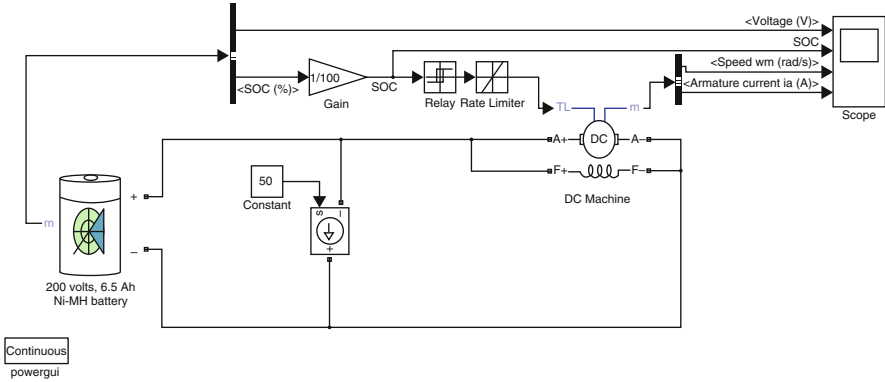 <Voltage (V)>
SOC
<Speed wm (rad/s)>
<Armature current ia (A)>
Scope
1/100
<SOC (%)>
Gain
SOC
Relay
Rate Limiter
TL
m
A+
DC
A–
F+
F–
DC Machine
50
Constant
s
–
+
m
+
–
200 volts, 6.5 Ah
Ni-MH battery
Continuous
powergui